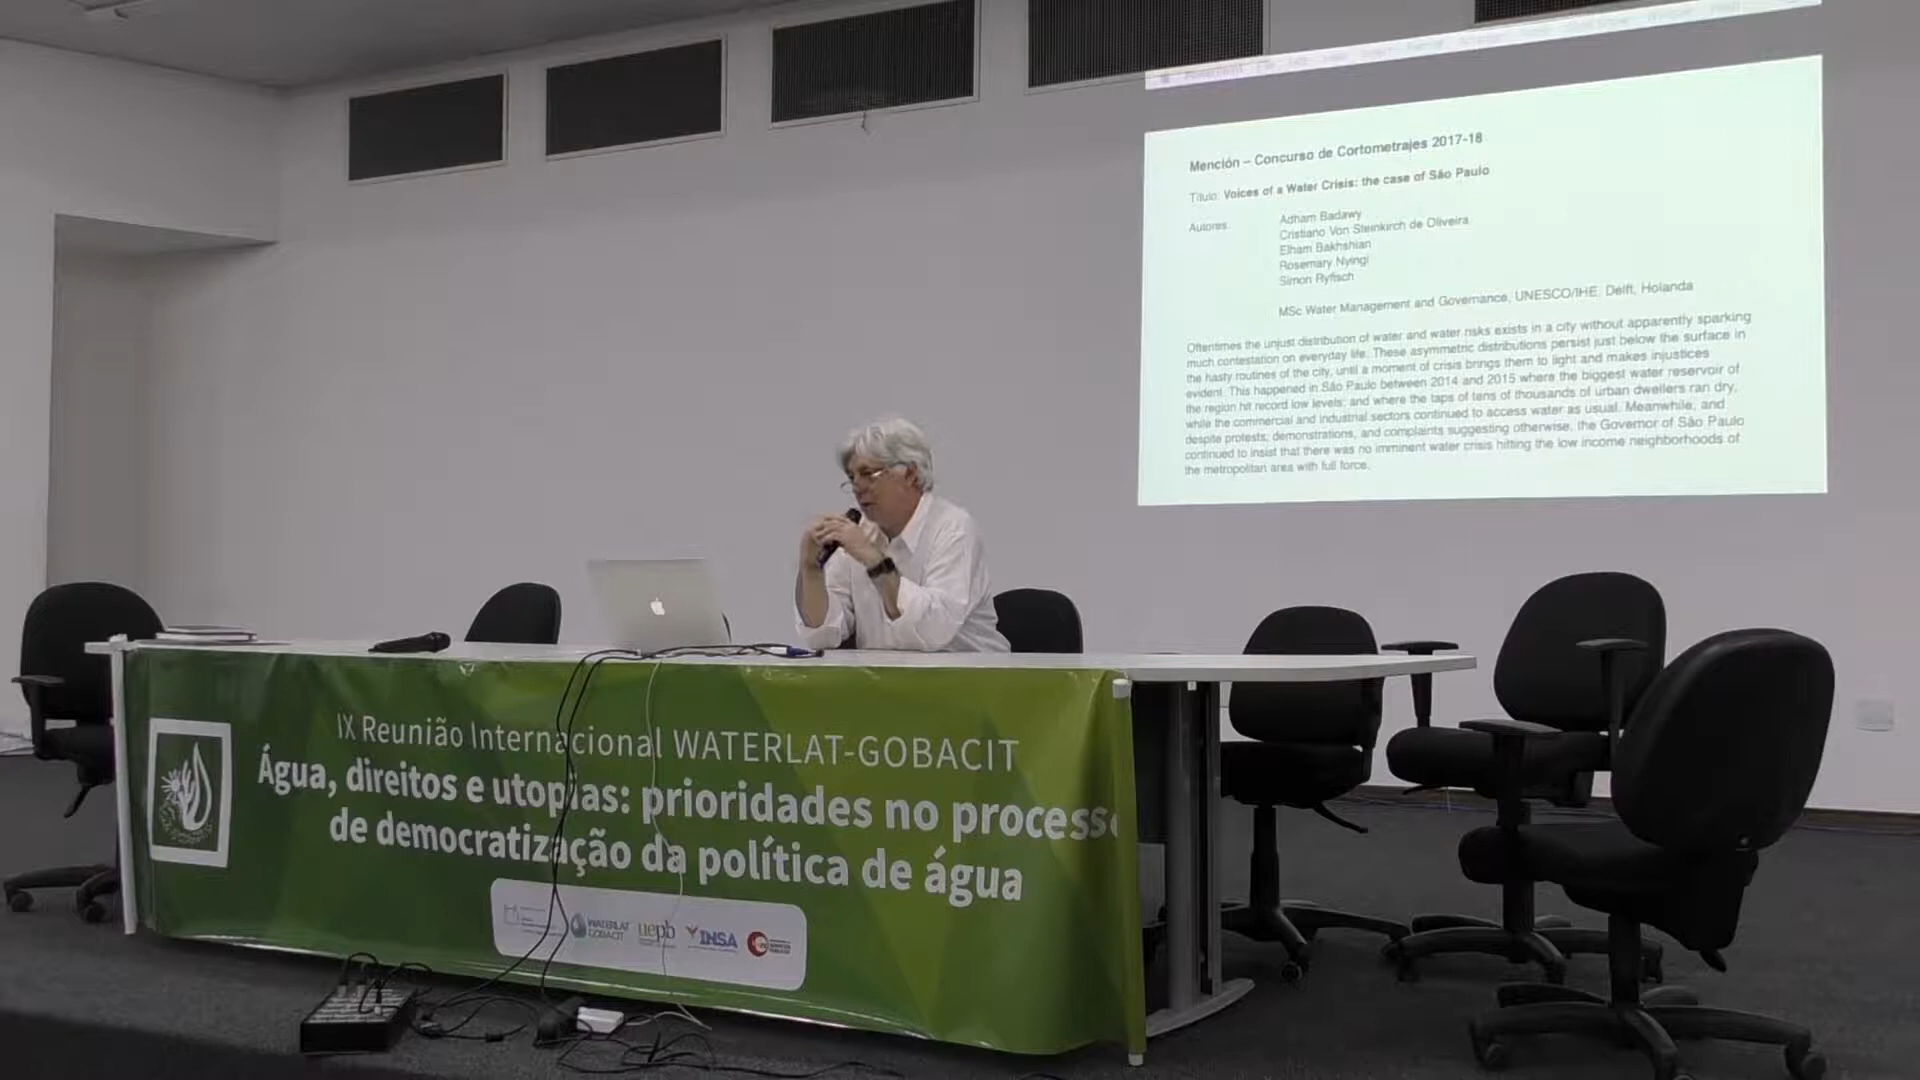 Mención – Concurso de Cortometrajes 2017-18
Título: Voices of a Water Crisis: the case of São Paulo
Autores: Adham Badawy
Cristiano Von Steinkirch de Oliveira
Elham Bakhshian
Rosemary Nyingi
Simon Ryfisch
MSc Water Management and Governance, UNESCO/IHE Delft, Holanda
Oftentimes the unjust distribution of water and water risks exists in a city without apparently sparking
much contestation on everyday life. These asymmetric distributions persist just below the surface in
the hasty routines of the city, until a moment of crisis brings them to light and makes injustices
evident. This happened in São Paulo between 2014 and 2015 where the biggest water reservoir of
the region hit record low levels; and where the taps of tens of thousands of urban dwellers ran dry,
while the commercial and industrial sectors continued to access water as usual. Meanwhile, and
despite protests, demonstrations, and complaints suggesting otherwise, the Governor of São Paulo
continued to insist that there was no imminent water crisis hitting the low income neighborhoods of
the metropolitan area with full force.
IX Reunião Internacional WATERLAT-GOBACIT
Água, direitos e utopias: prioridades no process
de democratização da política de água
WATERLAT
GOBACIT
uepb
INSA